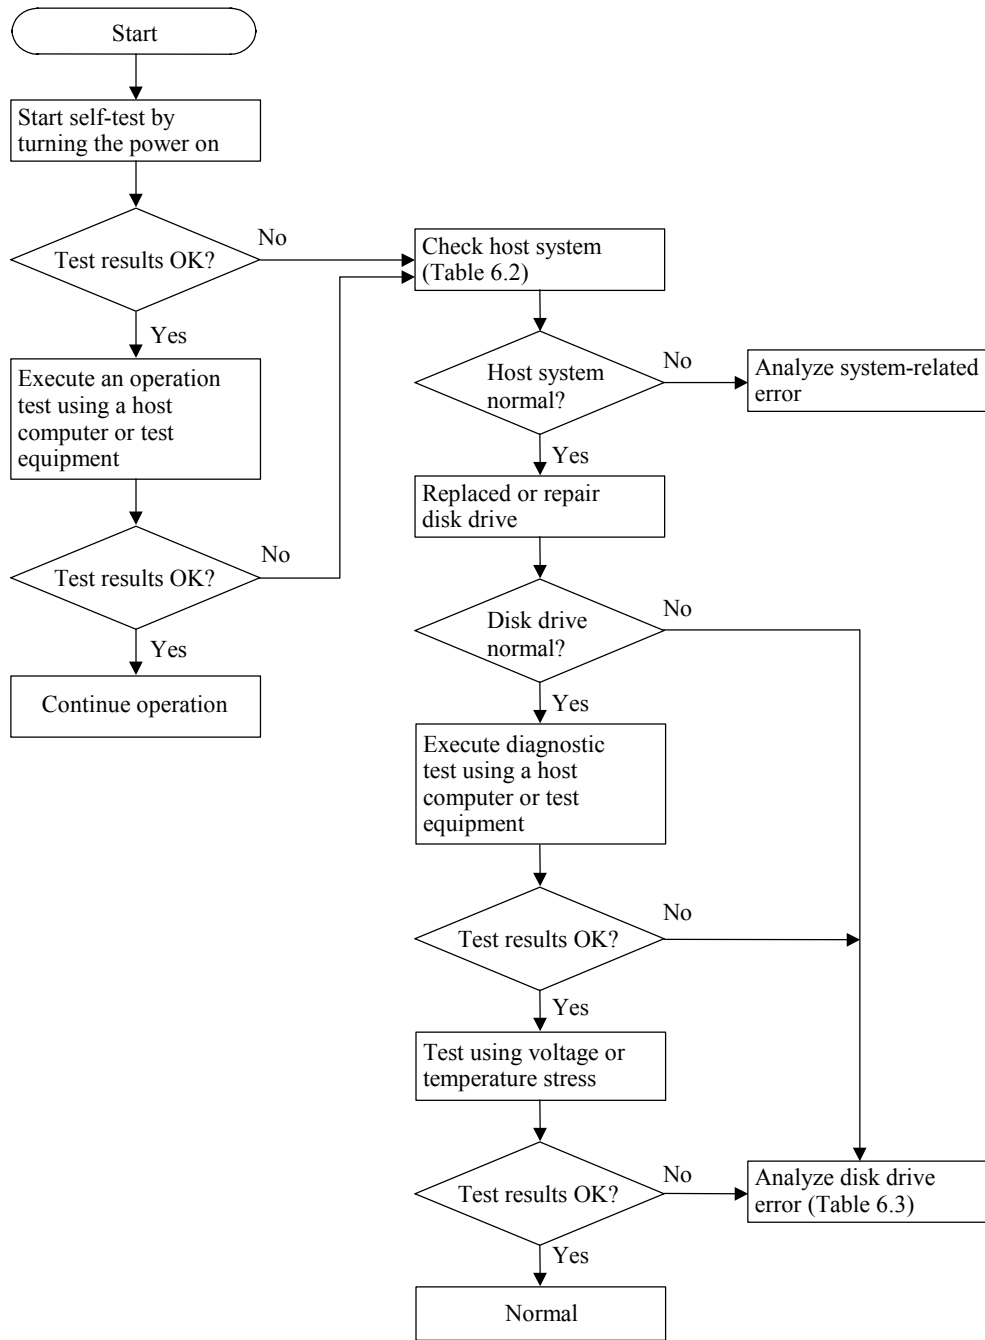 Start
Start self-test by
turning the power on
Test results OK?
No
Yes
Execute an operation
test using a host
computer or test
equipment
Test results OK?
No
Yes
Continue operation
Check host system
(Table 6.2)
Host system
normal?
No
Analyze system-related
error
Yes
Replaced or repair
disk drive
Disk drive
normal?
No
Yes
Execute diagnostic
test using a host
computer or test
equipment
Test results OK?
No
Yes
Test using voltage or
temperature stress
Test results OK?
No
Analyze disk drive
error (Table 6.3)
Yes
Normal